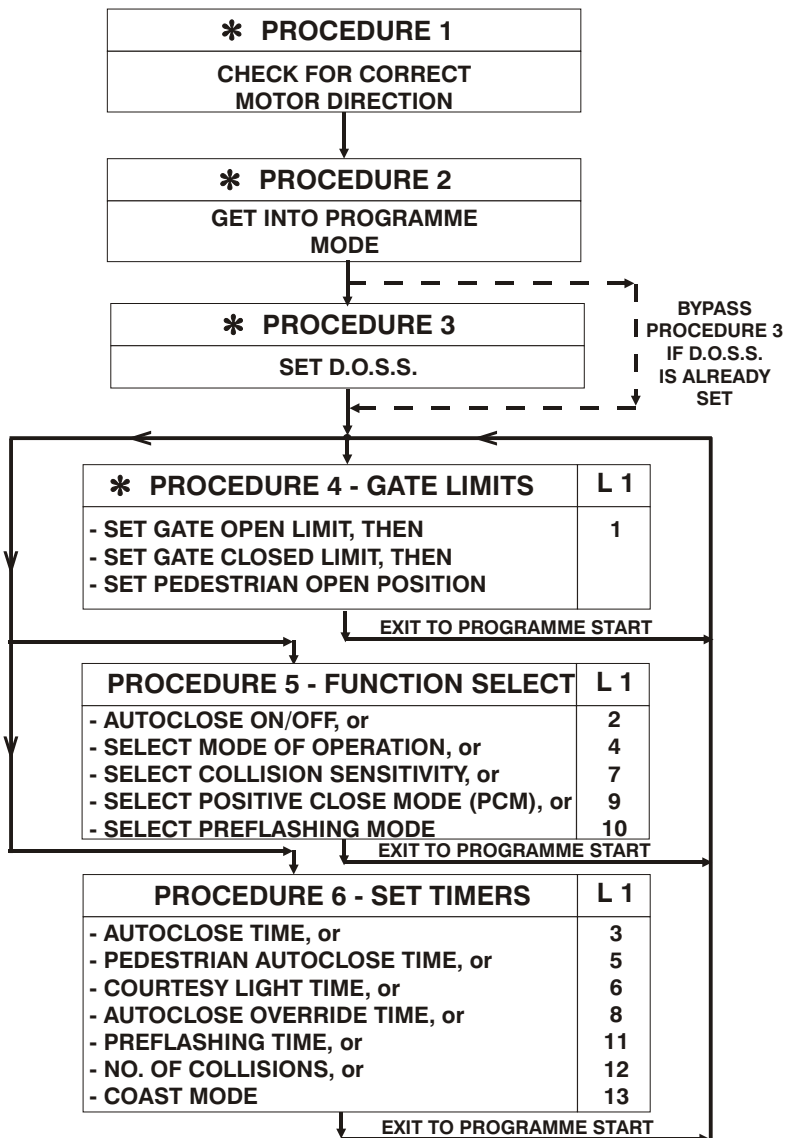 ✻ PROCEDURE 1
CHECK FOR CORRECT
MOTOR DIRECTION
✻ PROCEDURE 2
GET INTO PROGRAMME
MODE
✻ PROCEDURE 3
SET D.O.S.S.
BYPASS
PROCEDURE 3
IF D.O.S.S.
IS ALREADY
SET
✻ PROCEDURE 4 - GATE LIMITS L 1
- SET GATE OPEN LIMIT, THEN 1
- SET GATE CLOSED LIMIT, THEN
- SET PEDESTRIAN OPEN POSITION
EXIT TO PROGRAMME START
PROCEDURE 5 - FUNCTION SELECT L 1
- AUTOCLOSE ON/OFF, or 2
- SELECT MODE OF OPERATION, or 4
- SELECT COLLISION SENSITIVITY, or 7
- SELECT POSITIVE CLOSE MODE (PCM), or 9
- SELECT PREFLASHING MODE 10
EXIT TO PROGRAMME START
PROCEDURE 6 - SET TIMERS L 1
- AUTOCLOSE TIME, or 3
- PEDESTRIAN AUTOCLOSE TIME, or 5
- COURTESY LIGHT TIME, or 6
- AUTOCLOSE OVERRIDE TIME, or 8
- PREFLASHING TIME, or 11
- NO. OF COLLISIONS, or 12
- COAST MODE 13
EXIT TO PROGRAMME START